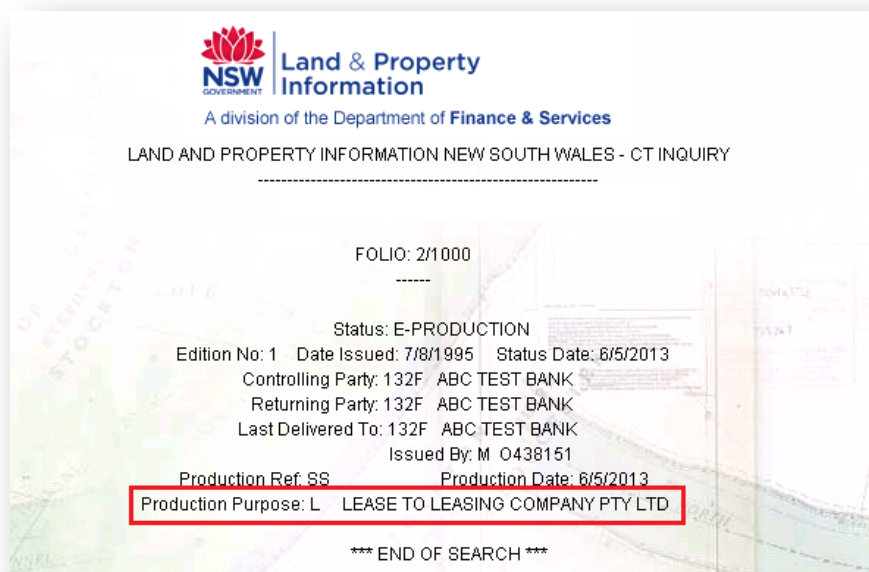 NSW
GOVERNMENT
Land & Property
Information
A division of the Department of Finance & Services
LAND AND PROPERTY INFORMATION NEW SOUTH WALES - CT INQUIRY
------------------------------------------------------------
FOLIO: 2/1000
------
Status: E-PRODUCTION
Edition No: 1 Date Issued: 7/8/1995 Status Date: 6/5/2013
Controlling Party: 132F ABC TEST BANK
Returning Party: 132F ABC TEST BANK
Last Delivered To: 132F ABC TEST BANK
Issued By: M O438151
Production Ref: SS Production Date: 6/5/2013
Production Purpose: L LEASE TO LEASING COMPANY PTY LTD
*** END OF SEARCH ***
STOCKTON